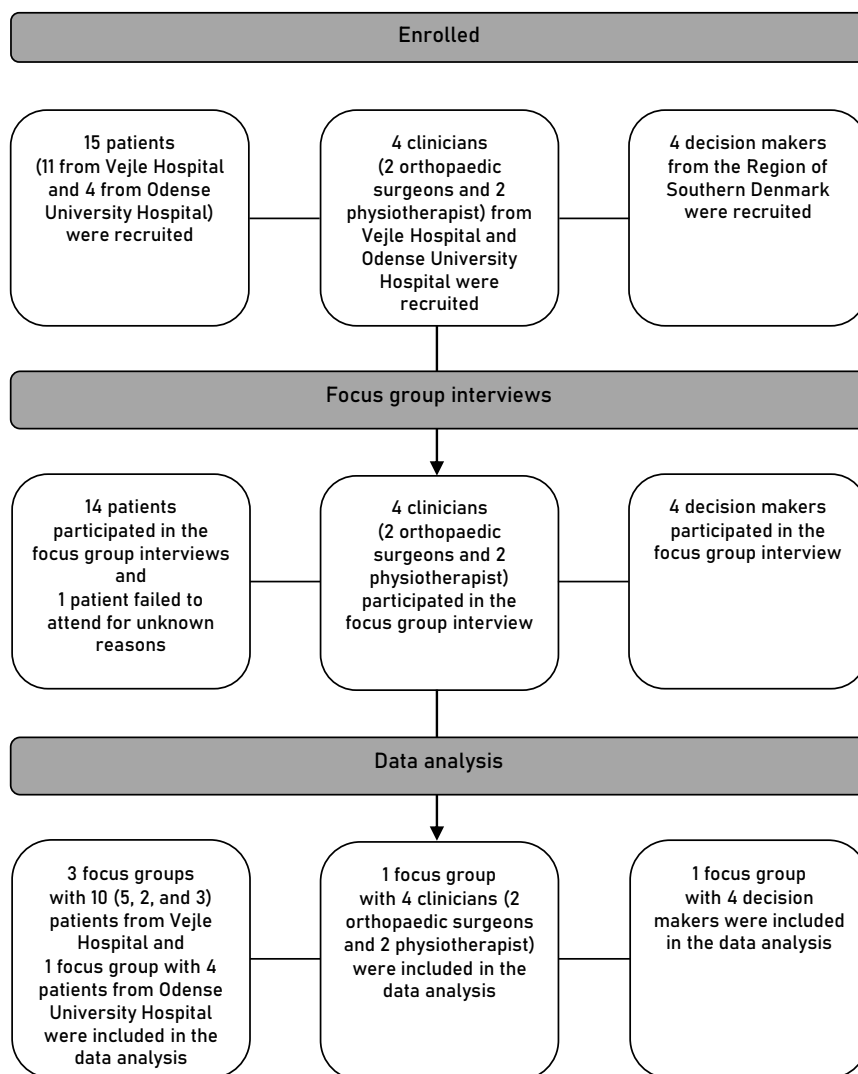 Enrolled
15 patients
(11 from Vejle Hospital
and 4 from Odense
University Hospital)
were recruited
4 clinicians
(2 orthopaedic
surgeons and 2
physiotherapist) from
Vejle Hospital and
Odense University
Hospital were
recruited
4 decision makers
from the Region of
Southern Denmark
were recruited
Focus group interviews
14 patients
participated in the
focus group interviews
and
1 patient failed to
attend for unknown
reasons
4 clinicians
(2 orthopaedic
surgeons and 2
physiotherapist)
participated in the
focus group interview
4 decision makers
participated in the
focus group interview
Data analysis
3 focus groups
with 10 (5, 2, and 3)
patients from Vejle
Hospital and
1 focus group with 4
patients from Odense
University Hospital
were included in the
data analysis
1 focus group
with 4 clinicians (2
orthopaedic surgeons
and 2 physiotherapist)
were included in the
data analysis
1 focus group
with 4 decision
makers were included
in the data analysis